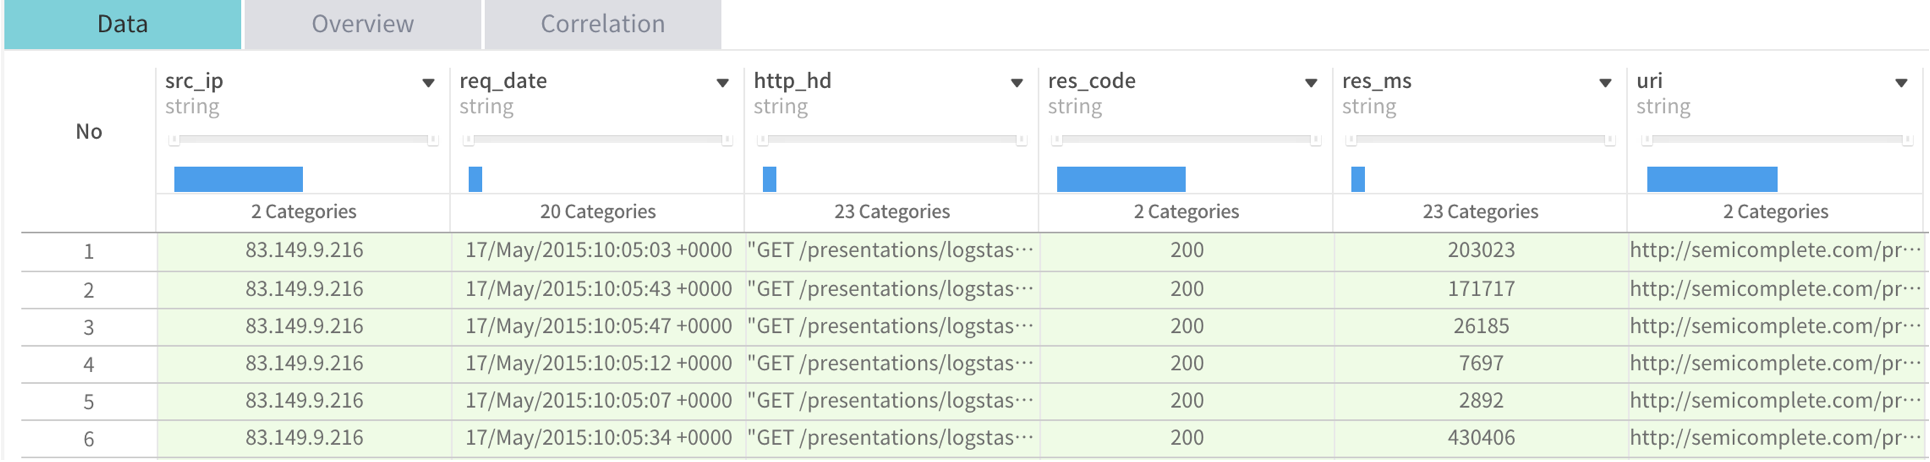 Data Overview Correlation
No src_ip req_date http_hd res_code res_ms uri
string string string string string string
2 Categories 20 Categories 23 Categories 2 Categories 23 Categories 2 Categories
1 83.149.9.216 17/May/2015:10:05:03 +0000 "GET /presentations/logstas··· 200 203023 http://semicomplete.com/pr···
2 83.149.9.216 17/May/2015:10:05:43 +0000 "GET /presentations/logstas··· 200 171717 http://semicomplete.com/pr···
3 83.149.9.216 17/May/2015:10:05:47 +0000 "GET /presentations/logstas··· 200 26185 http://semicomplete.com/pr···
4 83.149.9.216 17/May/2015:10:05:12 +0000 "GET /presentations/logstas··· 200 7697 http://semicomplete.com/pr···
5 83.149.9.216 17/May/2015:10:05:07 +0000 "GET /presentations/logstas··· 200 2892 http://semicomplete.com/pr···
6 83.149.9.216 17/May/2015:10:05:34 +0000 "GET /presentations/logstas··· 200 430406 http://semicomplete.com/pr···